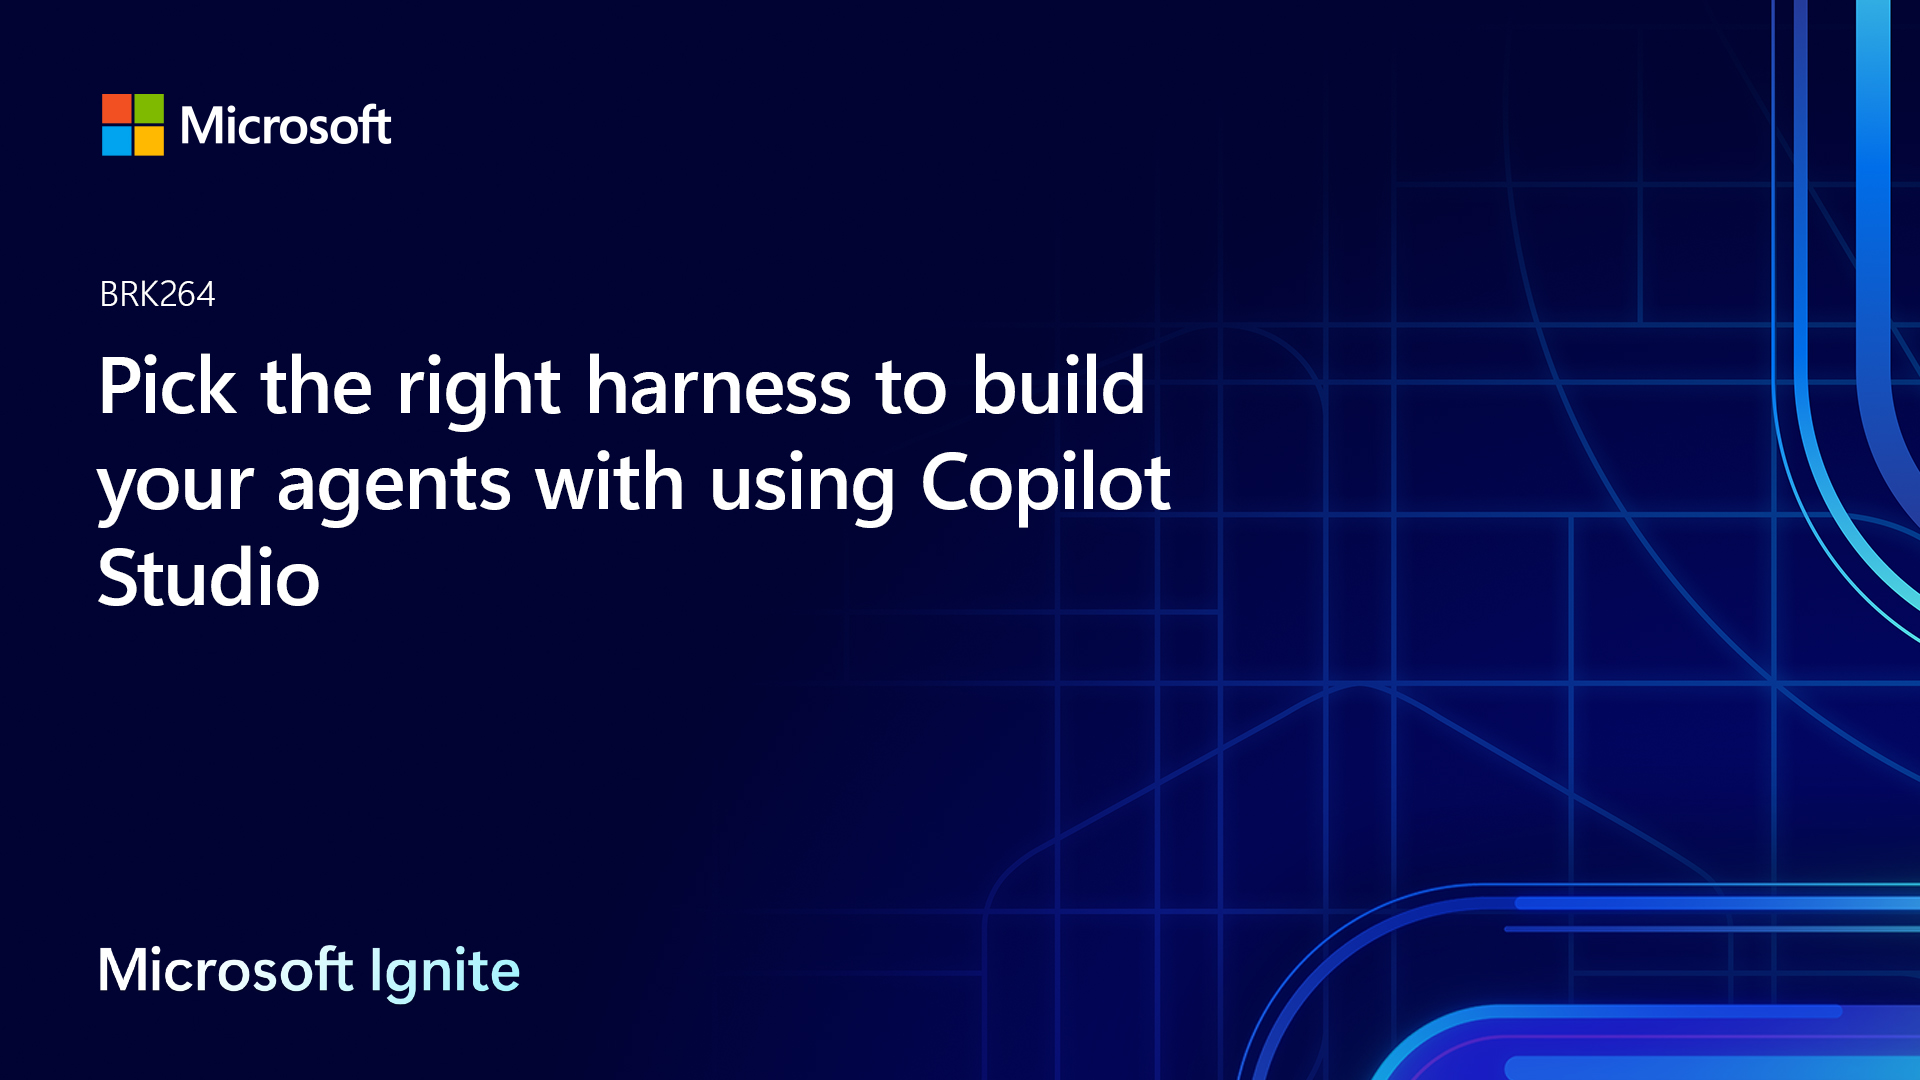 Microsoft
BRK264
Pick the right harness to build
your agents with using Copilot
Studio
Microsoft Ignite